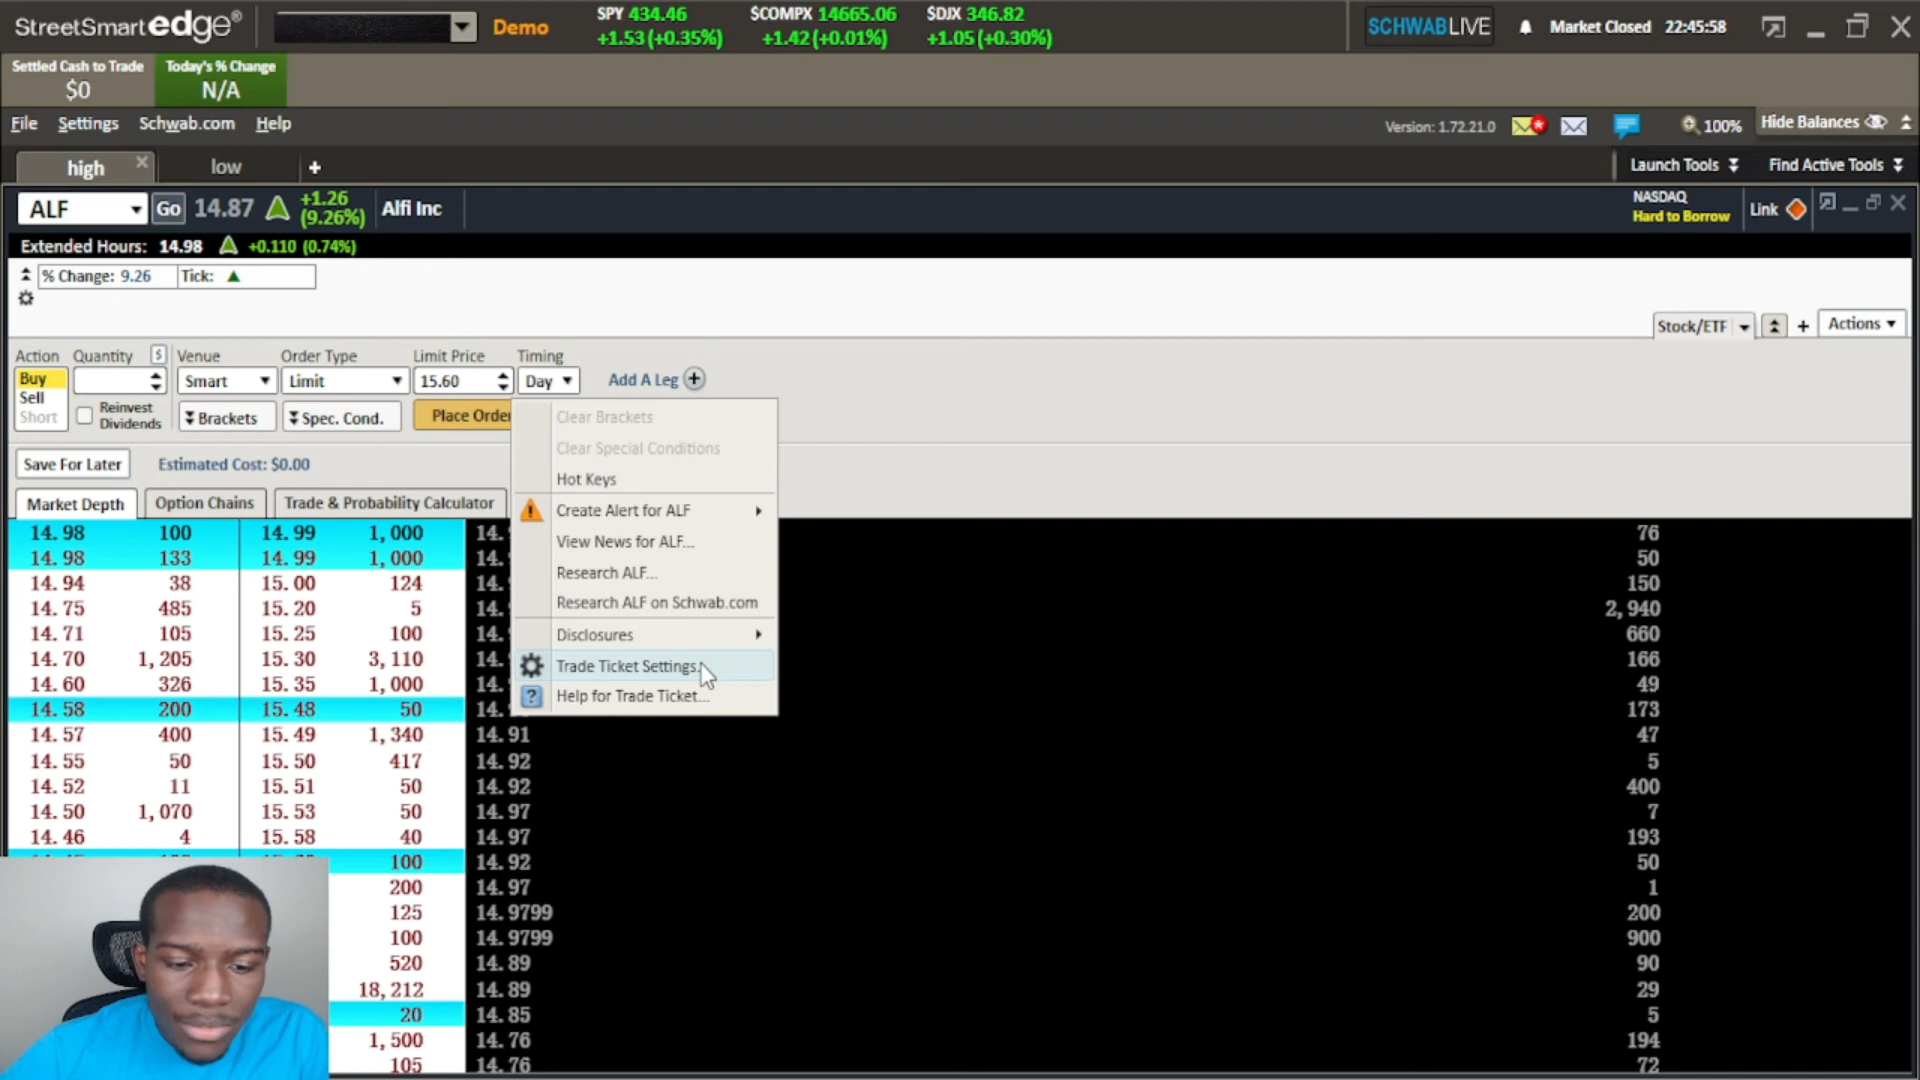 StreetSmart edge®
Demo
SPY 434.46
+1.53 (+0.35%)
$COMPX 14665.06
+1.42 (+0.01%)
$DJX 346.82
+1.05 (+0.30%)
SCHWABLIVE
Market Closed 22:45:58
Settled Cash to Trade
$0
Today's % Change
N/A
File Settings Schwab.com Help
Version: 1.72.21.0
100%
Hide Balances
high low +
Launch Tools
Find Active Tools
ALF Go 14.87 +1.26 (9.26%) Alfi Inc
NASDAQ
Hard to Borrow
Link
Extended Hours: 14.98 +0.110 (0.74%)
% Change: 9.26 Tick:
Stock/ETF + Actions
Action Quantity $ Venue Order Type Limit Price Timing
Buy
Sell
Short
Smart Limit 15.60 Day Add A Leg
Reinvest
Dividends
Brackets Spec. Cond. Place Order
Save For Later Estimated Cost: $0.00
Market Depth Option Chains Trade & Probability Calculator
Clear Brackets
Clear Special Conditions
Hot Keys
Create Alert for ALF
View News for ALF...
Research ALF...
Research ALF on Schwab.com
Disclosures
Trade Ticket Settings.
? Help for Trade Ticket...
14.98 100 14.99 1,000 14. 76
14.98 133 14.99 1,000 14. 50
14.94 38 15.00 124 14. 150
14.75 485 15.20 5 14. 2,940
14.71 105 15.25 100 14. 660
14.70 1,205 15.30 3,110 14. 166
14.60 326 15.35 1,000 14. 49
14.58 200 15.48 50 14. 173
14.57 400 15.49 1,340 14.91 47
14.55 50 15.50 417 14.92 5
14.52 11 15.51 50 14.92 400
14.50 1,070 15.53 50 14.97 7
14.46 4 15.58 40 14.97 193
100 14.92 50
200 14.97 1
125 14.9799 200
100 14.9799 900
520 14.89 90
18,212 14.89 29
20 14.85 5
1,500 14.76 194
105 14.76 72